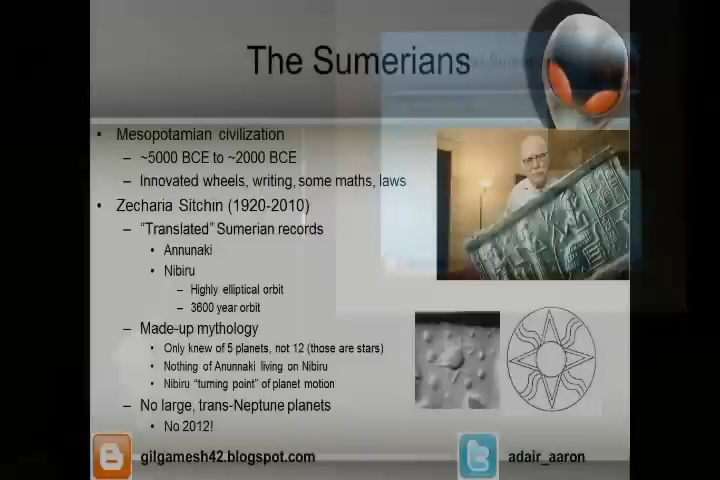 The Sumerians
• Mesopotamian civilization
– ~5000 BCE to ~2000 BCE
– Innovated wheels, writing, some maths, laws
• Zecharia Sitchin (1920-2010)
– “Translated” Sumerian records
• Annunaki
• Nibiru
– Highly elliptical orbit
– 3600 year orbit
– Made-up mythology
• Only knew of 5 planets, not 12 (those are stars)
• Nothing of Anunnaki living on Nibiru
• Nibiru “turning point” of planet motion
– No large, trans-Neptune planets
• No 2012!
gilgamesh42.blogspot.com
adair_aaron